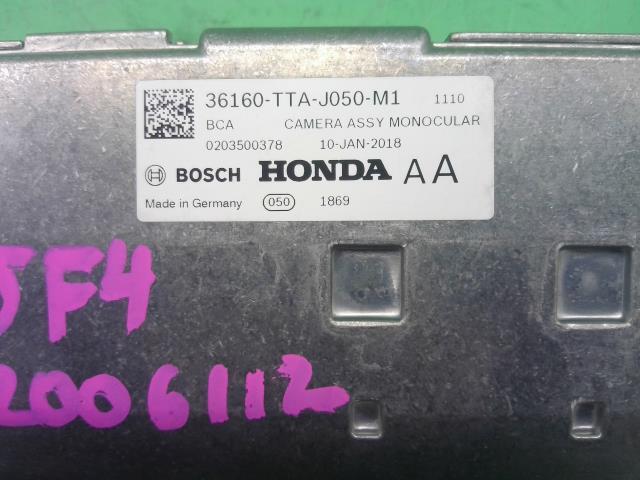 36160-TTA-J050-M1 1110
BCA CAMERA ASSY MONOCULAR
0203500378 10-JAN-2018
BOSCH HONDA AA
Made in Germany 050 1869
JF4
2006112